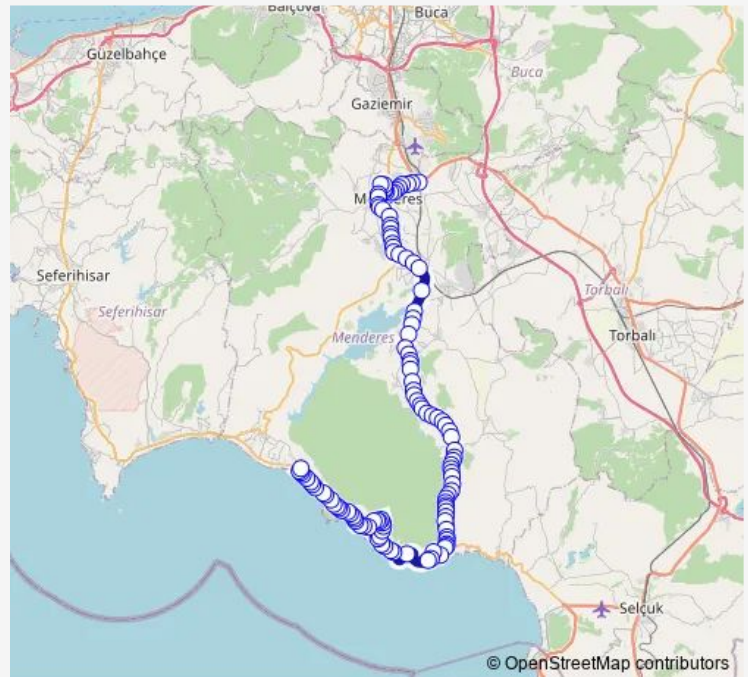 Balçova
Buca
Güzelbahçe
Buca
Gaziemir
Menderes
Seferihisar
Seferihisar
Torbalı
Menderes
Torbalı
Selçuk
© OpenStreetMap contributors